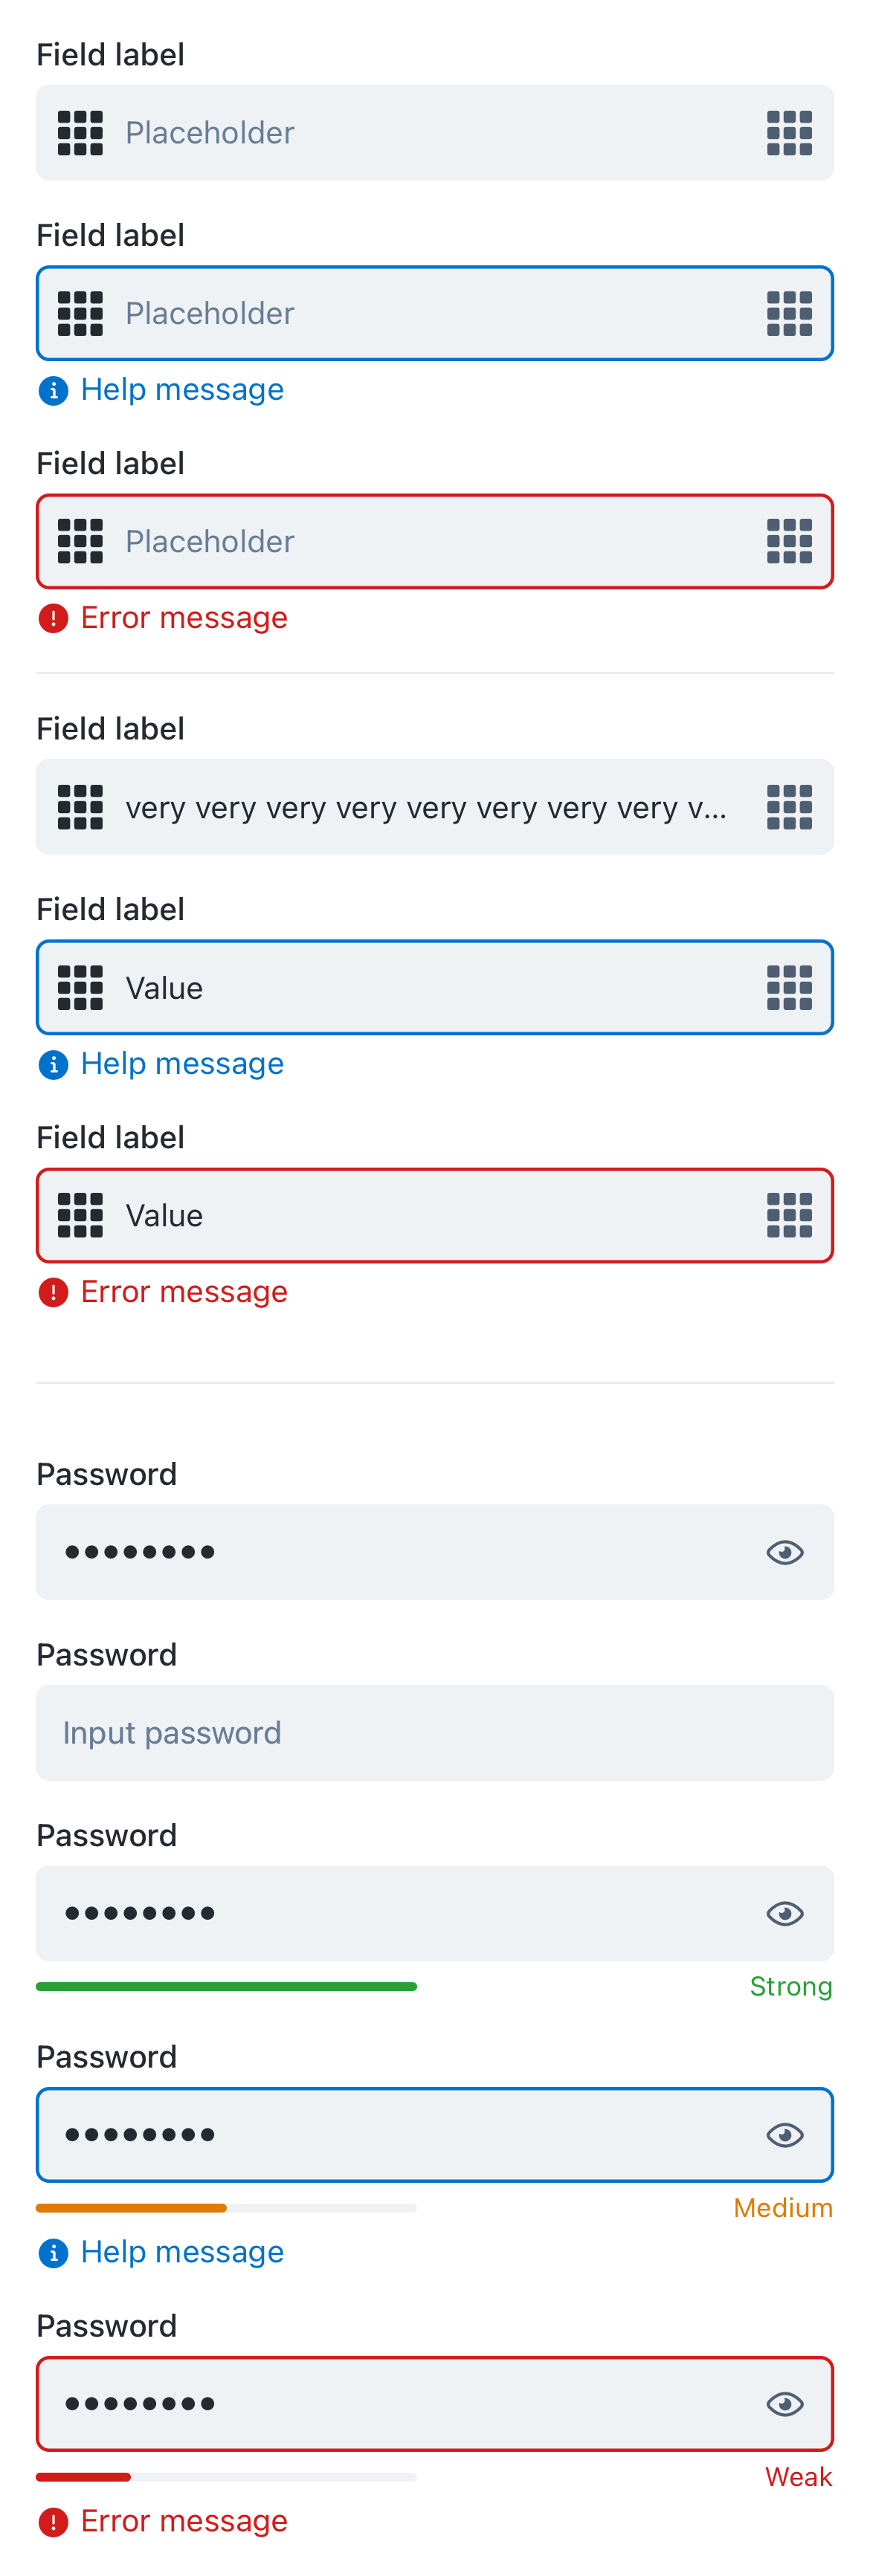 Field label
Placeholder
Field label
Placeholder
Help message
Field label
Placeholder
Error message
Field label
very very very very very very very very v...
Field label
Value
Help message
Field label
Value
Error message
Password
••••••••
Password
Input password
Password
••••••••
Strong
Password
••••••••
Medium
Help message
Password
••••••••
Weak
Error message